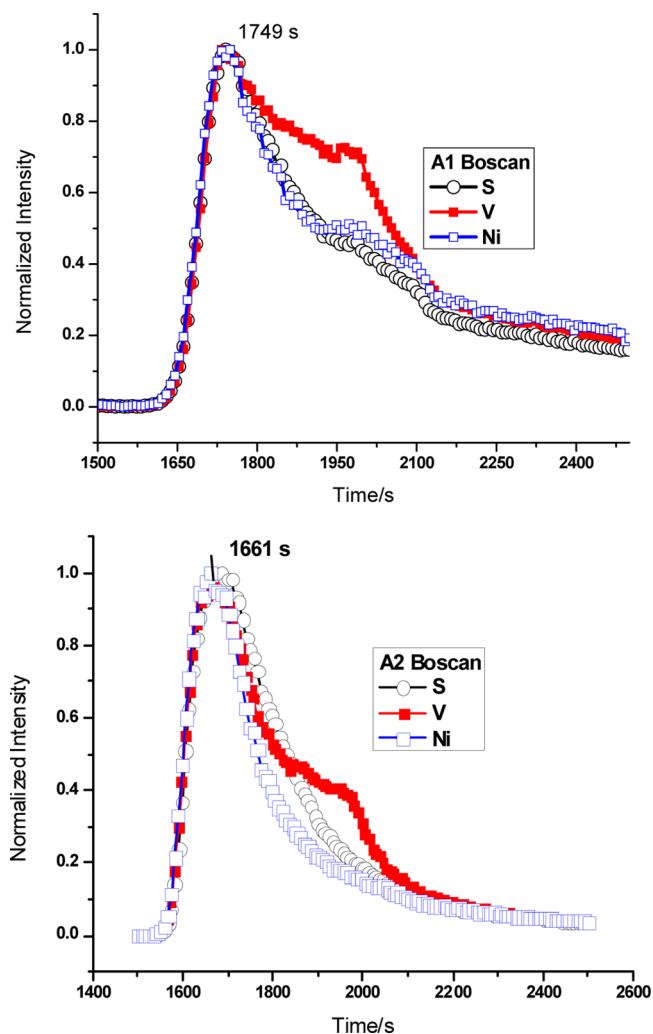 1749 s
1.0
0.8
0.6
0.4
0.2
0.0
Normalized Intensity
A1 Boscan
S
V
Ni
1500 1650 1800 1950 2100 2250 2400
Time/s
1661 s
1.0
0.8
0.6
0.4
0.2
0.0
Normalized Intensity
A2 Boscan
S
V
Ni
1400 1600 1800 2000 2200 2400 2600
Time/s